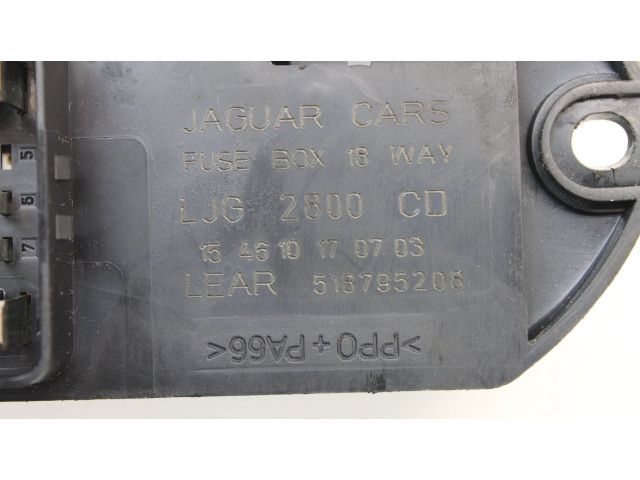 JAGUAR CARS
FUSE BOX 18 WAY
LJG 2800 CD
15 46 10 17 07 03
LEAR 518795208
>PPO+PA66<
5
6
7